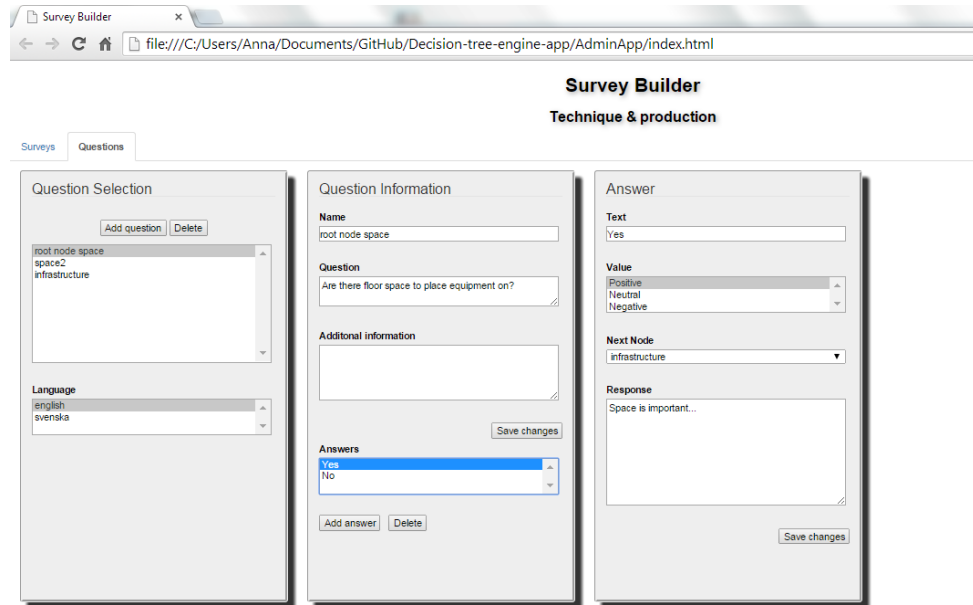 Survey Builder
file:///C:/Users/Anna/Documents/GitHub/Decision-tree-engine-app/AdminApp/index.html
Survey Builder
Technique & production
Surveys Questions
Question Selection
Add question Delete
root node space
space2
infrastructure
Language
english
svenska
Question Information
Name
root node space
Question
Are there floor space to place equipment on?
Additonal information
Save changes
Answers
Yes
No
Add answer Delete
Answer
Text
Yes
Value
Positive
Neutral
Negative
Next Node
infrastructure
Response
Space is important...
Save changes